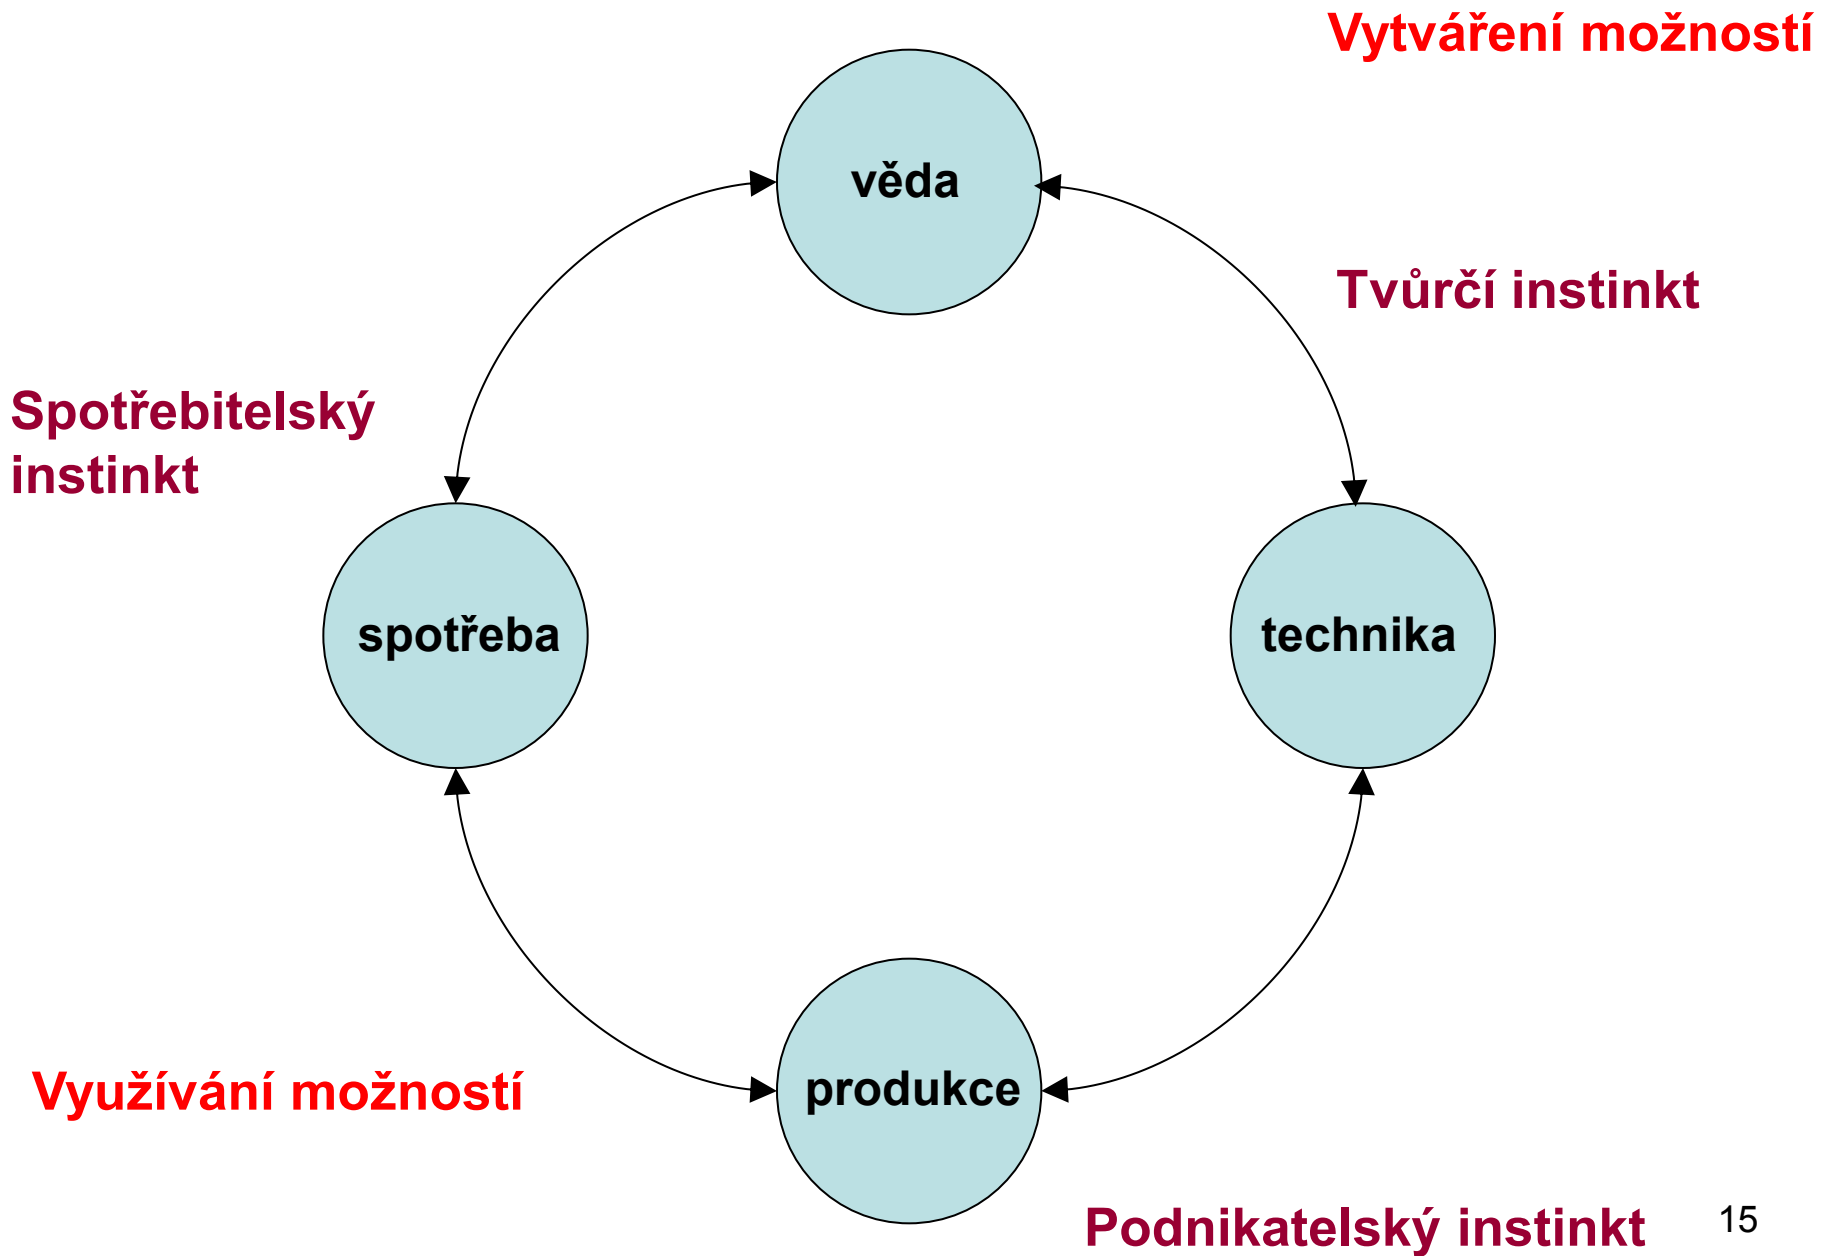 Vytváření možností
věda
Tvůrčí instinkt
Spotřebitelský
instinkt
spotřeba
technika
Využívání možností
produkce
Podnikatelský instinkt
15